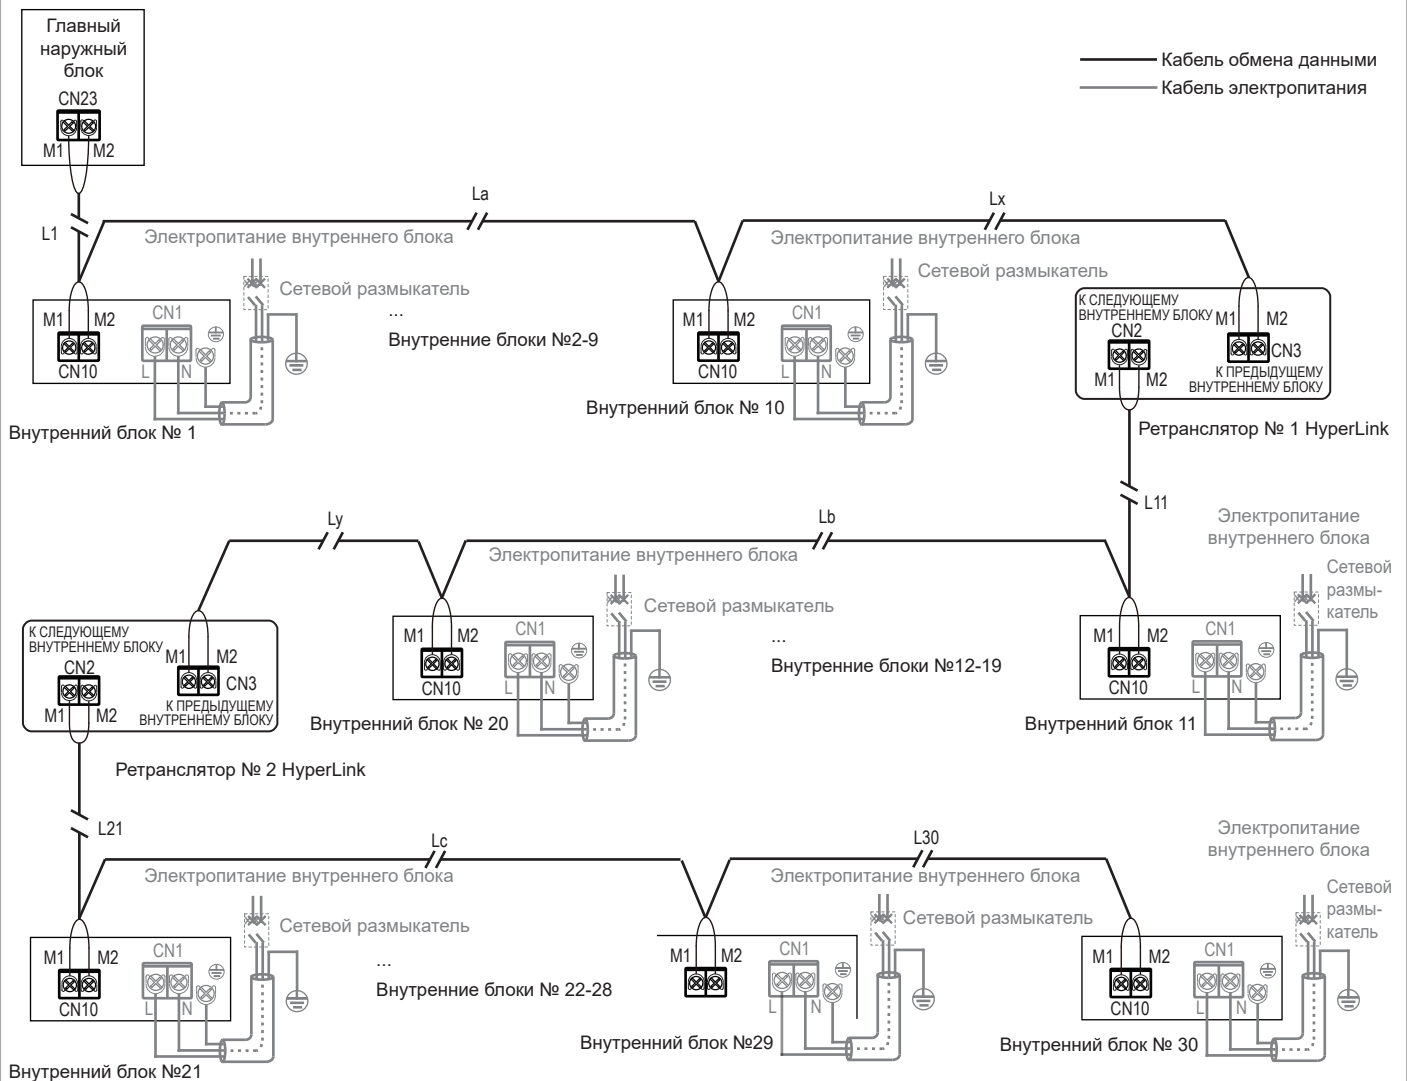 Главный
наружный
блок
CN23
M1 M2
Кабель обмена данными
Кабель электропитания
L1
La
Lx
Электропитание внутреннего блока
Сетевой размыкатель
...
Внутренние блоки №2-9
M1 M2
CN10
CN1
L N
Внутренний блок № 1
Электропитание внутреннего блока
Сетевой размыкатель
M1 M2
CN10
CN1
L N
Внутренний блок № 10
К СЛЕДУЮЩЕМУ
ВНУТРЕННЕМУ БЛОКУ
CN2
M1 M2
M1 M2
CN3
К ПРЕДЫДУЩЕМУ
ВНУТРЕННЕМУ БЛОКУ
Ретранслятор № 1 HyperLink
L11
Ly
Lb
Электропитание внутреннего блока
Сетевой размыкатель
...
Внутренние блоки №12-19
Электропитание
внутреннего блока
Сетевой
размы-
катель
К СЛЕДУЮЩЕМУ
ВНУТРЕННЕМУ БЛОКУ
CN2
M1 M2
M1 M2
CN3
К ПРЕДЫДУЩЕМУ
ВНУТРЕННЕМУ БЛОКУ
Ретранслятор № 2 HyperLink
M1 M2
CN10
CN1
L N
Внутренний блок № 20
M1 M2
CN10
CN1
L N
Внутренний блок 11
L21
Lc
L30
Электропитание внутреннего блока
Сетевой размыкатель
...
Внутренние блоки № 22-28
M1 M2
CN10
CN1
L N
Внутренний блок №21
Электропитание внутреннего блока
Сетевой размыкатель
M1 M2
CN1
L N
Внутренний блок №29
Электропитание
внутреннего блока
Сетевой
размы-
катель
M1 M2
CN10
CN1
L N
Внутренний блок № 30